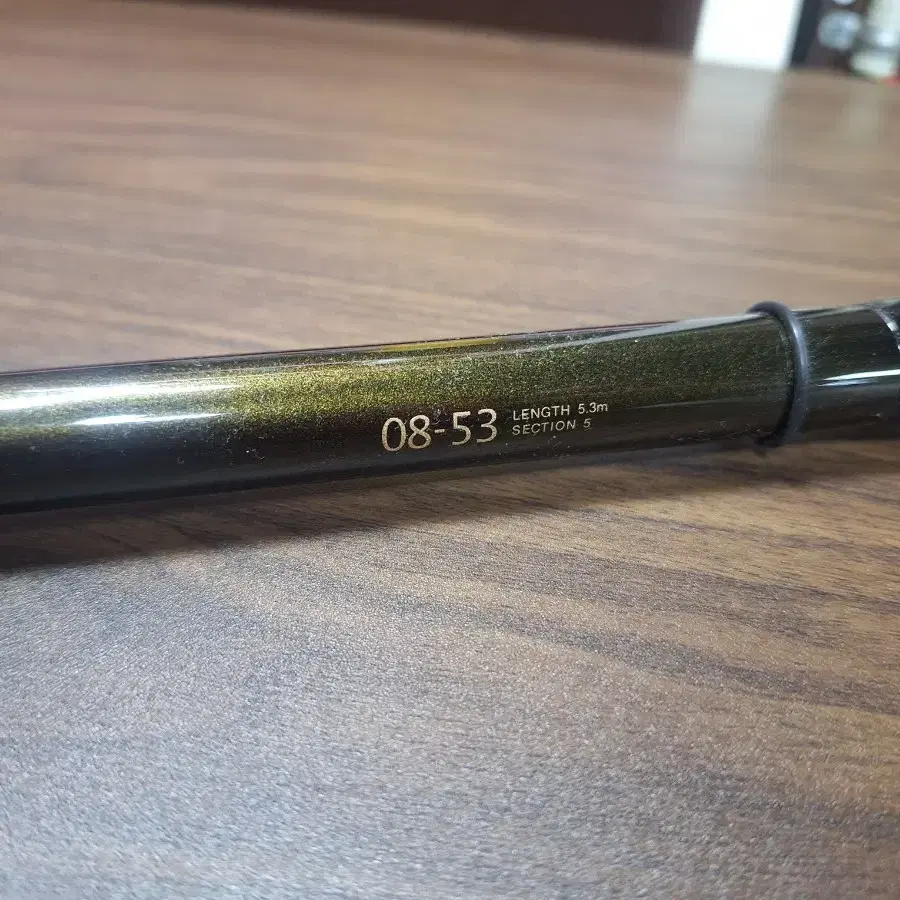 08-53
LENGTH 5.3m
SECTION 5